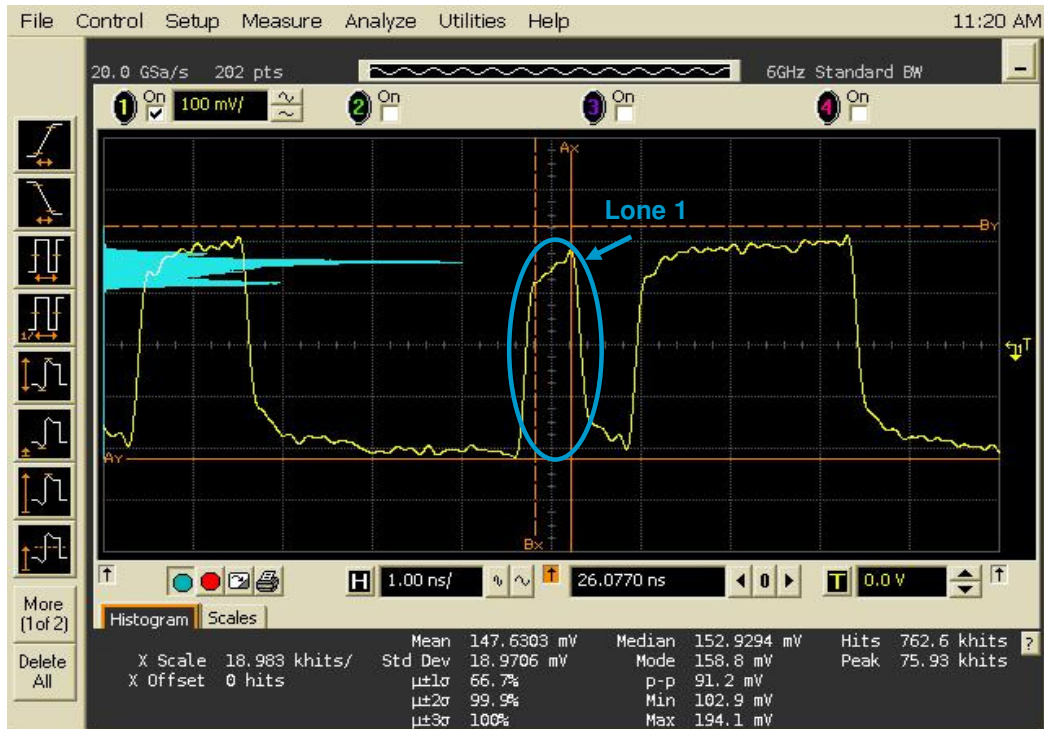 File Control Setup Measure Analyze Utilities Help 11:20 AM
20.0 GSa/s 202 pts 6GHz Standard BW
1 On 100 mV/ 2 On 3 On 4 On
Ax
Lone 1
By
T
Ay
Bx
H 1.00 ns/ 26.0770 ns 0 T 0.0 V
More
(1 of 2)
Delete
All
Histogram Scales
Mean 147.6303 mV Median 152.9294 mV Hits 762.6 khits ?
X Scale 18.983 khits/ Std Dev 18.9706 mV Mode 158.8 mV Peak 75.93 khits
X Offset 0 hits μ±1σ 66.7% p-p 91.2 mV
μ±2σ 99.9% Min 102.9 mV
μ±3σ 100% Max 194.1 mV